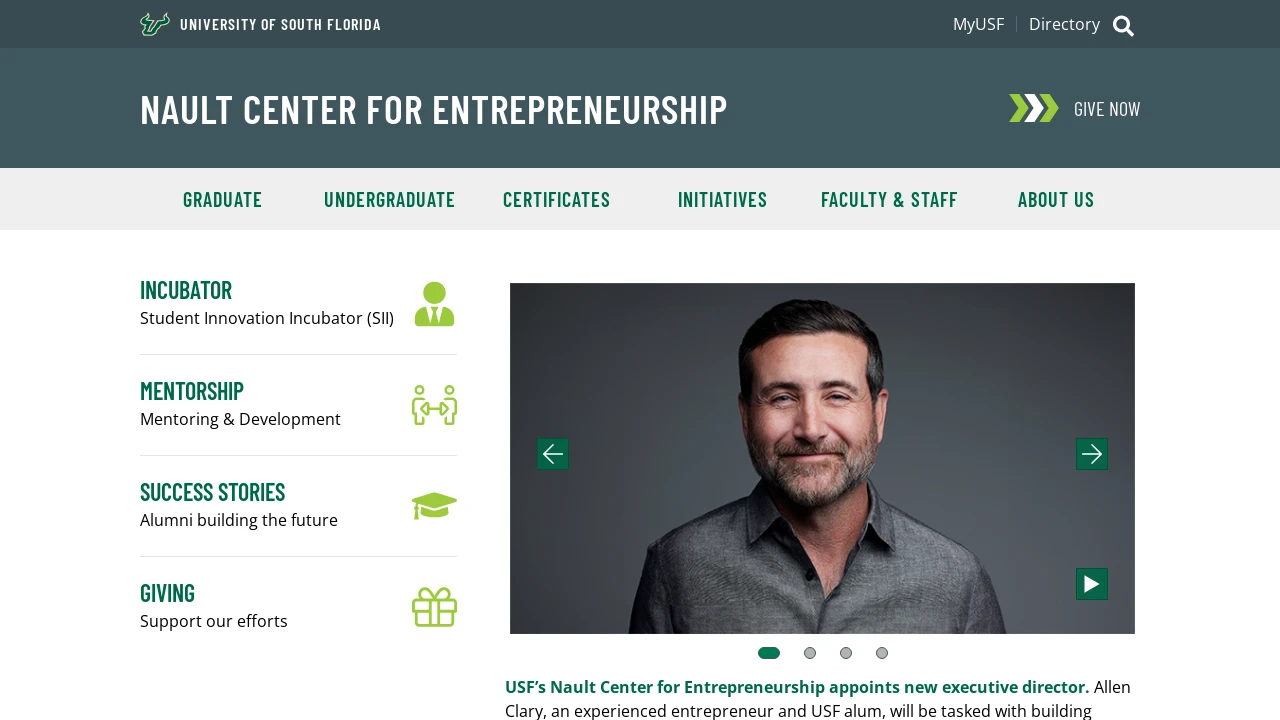 UNIVERSITY OF SOUTH FLORIDA
MyUSF
Directory
NAULT CENTER FOR ENTREPRENEURSHIP
GIVE NOW
GRADUATE
UNDERGRADUATE
CERTIFICATES
INITIATIVES
FACULTY & STAFF
ABOUT US
INCUBATOR
Student Innovation Incubator (SII)
MENTORSHIP
Mentoring & Development
SUCCESS STORIES
Alumni building the future
GIVING
Support our efforts
USF’s Nault Center for Entrepreneurship appoints new executive director. Allen
Clary, an experienced entrepreneur and USF alum, will be tasked with building